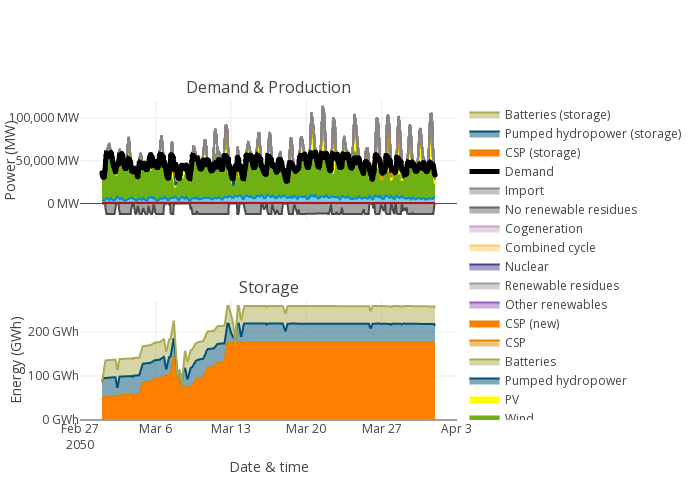 Demand & Production
100,000 MW
50,000 MW
0 MW
Power (MW)
Storage
200 GWh
100 GWh
0 GWh
Energy (GWh)
Feb 27
2050
Mar 6
Mar 13
Mar 20
Mar 27
Apr 3
Date & time
Batteries (storage)
Pumped hydropower (storage)
CSP (storage)
Demand
Import
No renewable residues
Cogeneration
Combined cycle
Nuclear
Renewable residues
Other renewables
CSP (new)
CSP
Batteries
Pumped hydropower
PV
Wind